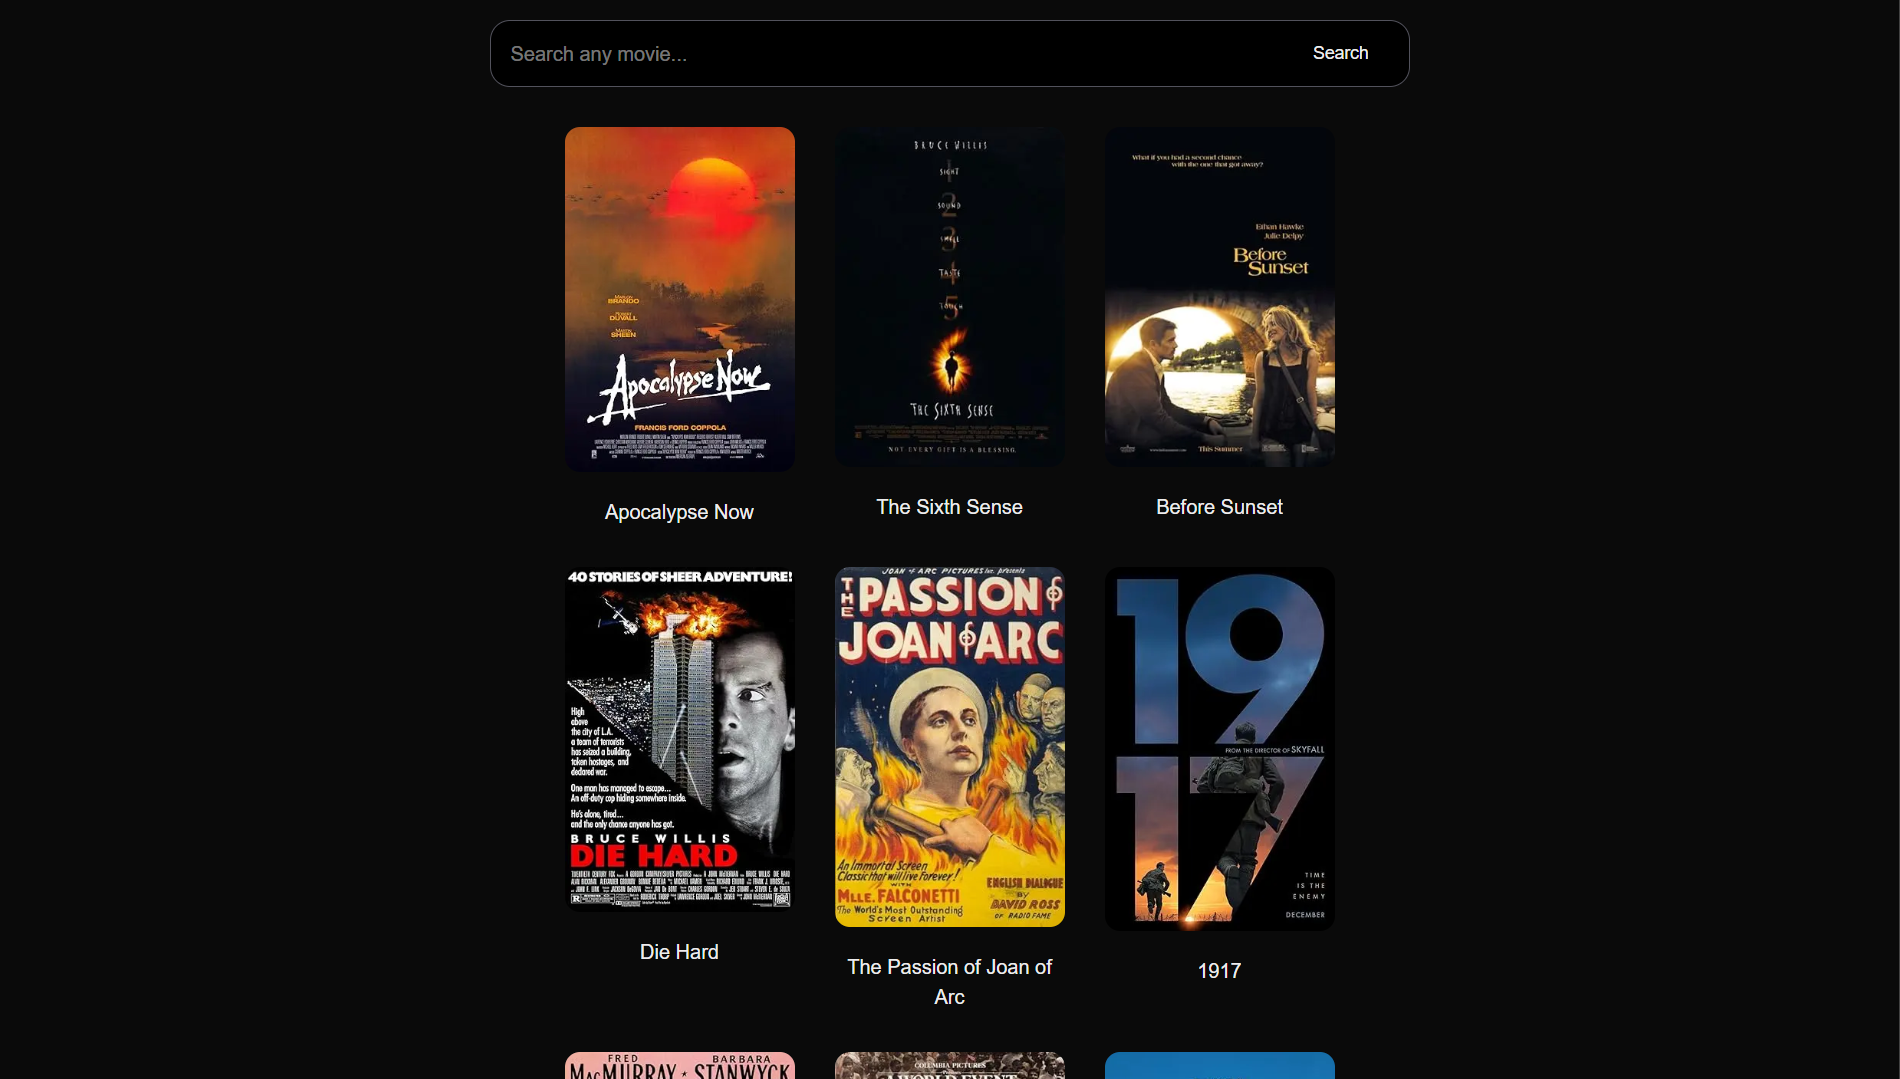 Search any movie...
Search
MARLON
BRANDO
ROBERT
DUVALL
MARTIN
SHEEN
Apocalypse Now
FRANCIS FORD COPPOLA
BRUCE WILLIS
1
SIGHT
2
SOUND
3
SMELL
4
TASTE
5
TOUCH
THE SIXTH SENSE
NOT EVERY GIFT IS A BLESSING.
What if you had a second chance
with the one that got away?
Ethan Hawke
Julie Delpy
Before
Sunset
This Summer
Apocalypse Now
The Sixth Sense
Before Sunset
40 STORIES OF SHEER ADVENTURE!
High
above
the city of L.A.
a team of terrorists
has seized a building,
taken hostages, and
declared war.
One man has managed to escape...
An off-duty cop hiding somewhere inside.
He's alone, tired...
and the only chance anyone has got.
BRUCE WILLIS
DIE HARD
R
JOAN of ARC PICTURES Inc. presents
THE PASSION of
JOAN of ARC
An Immortal Screen
Classic that will live Forever!
WITH
MLLE. FALCONETTI
The World's Most Outstanding
Screen Artist
ENGLISH DIALOGUE
BY
DAVID ROSS
OF RADIO FAME
19
FROM THE DIRECTOR OF SKYFALL
17
TIME
IS THE
ENEMY
DECEMBER
Die Hard
The Passion of Joan of
Arc
1917
FRED
BARBARA
MacMURRAY ★ STANWYCK
COLUMBIA PICTURES
A WORLD EVENT